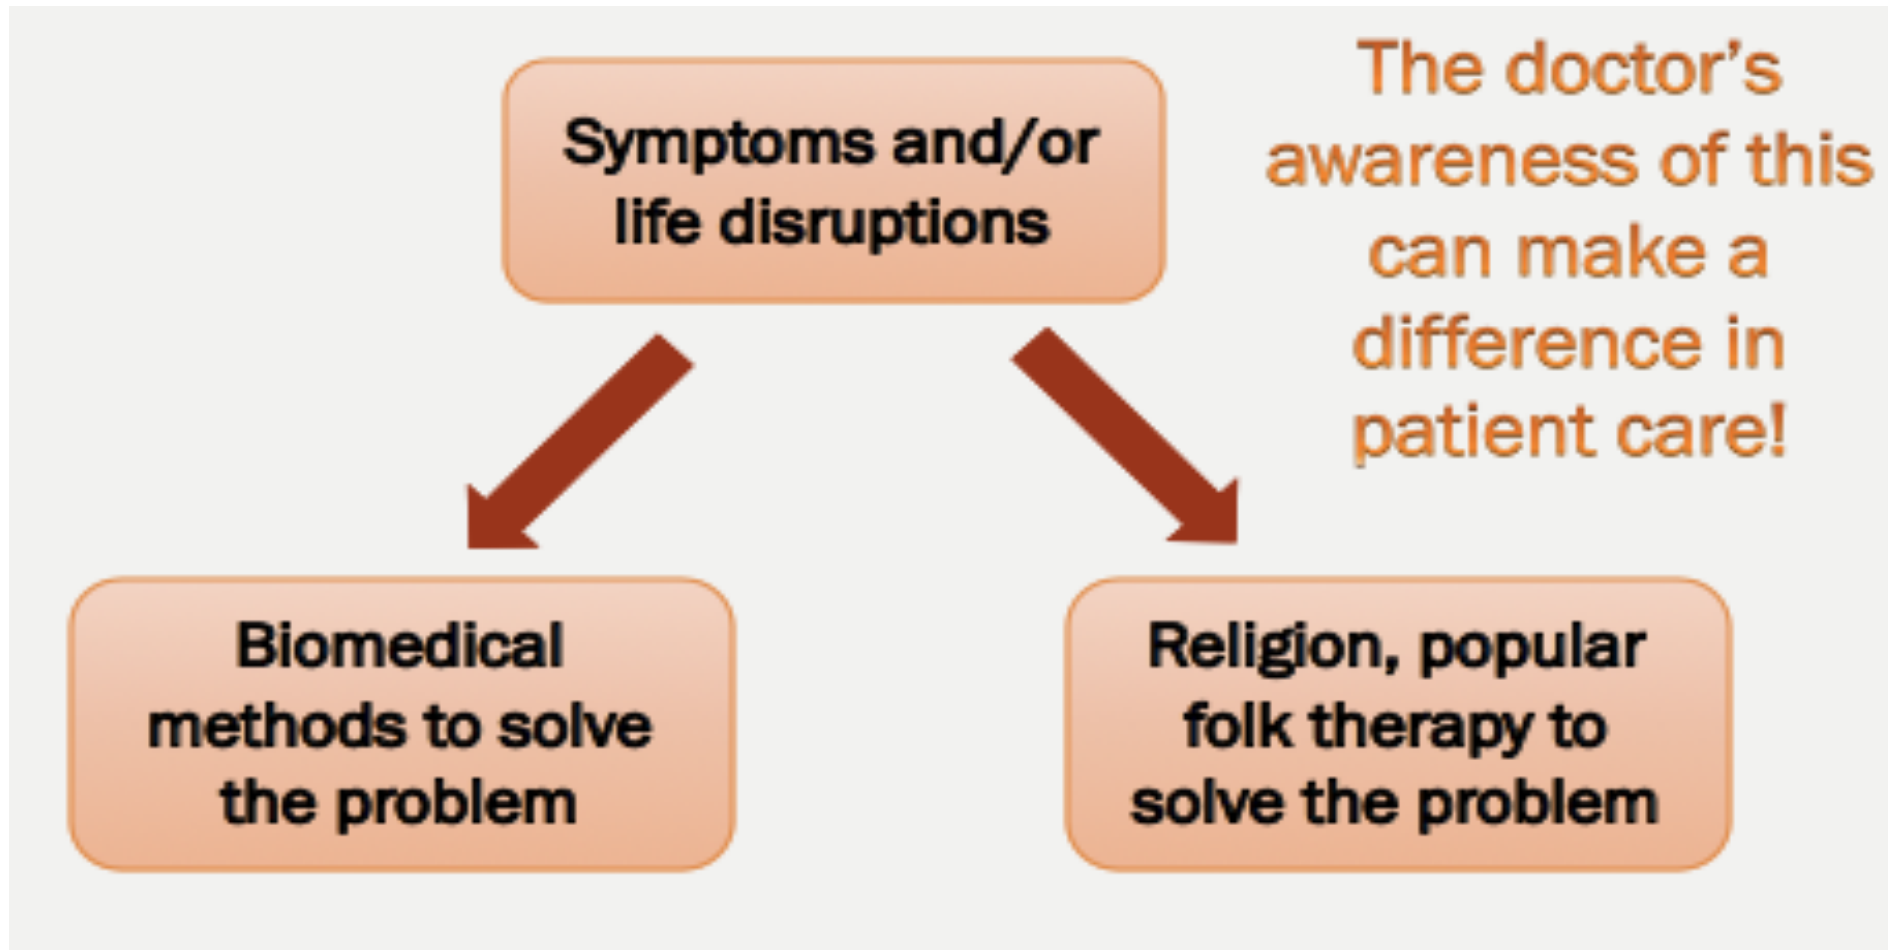 Symptoms and/or
life disruptions
The doctor's
awareness of this
can make a
difference in
patient care!
Biomedical
methods to solve
the problem
Religion, popular
folk therapy to
solve the problem